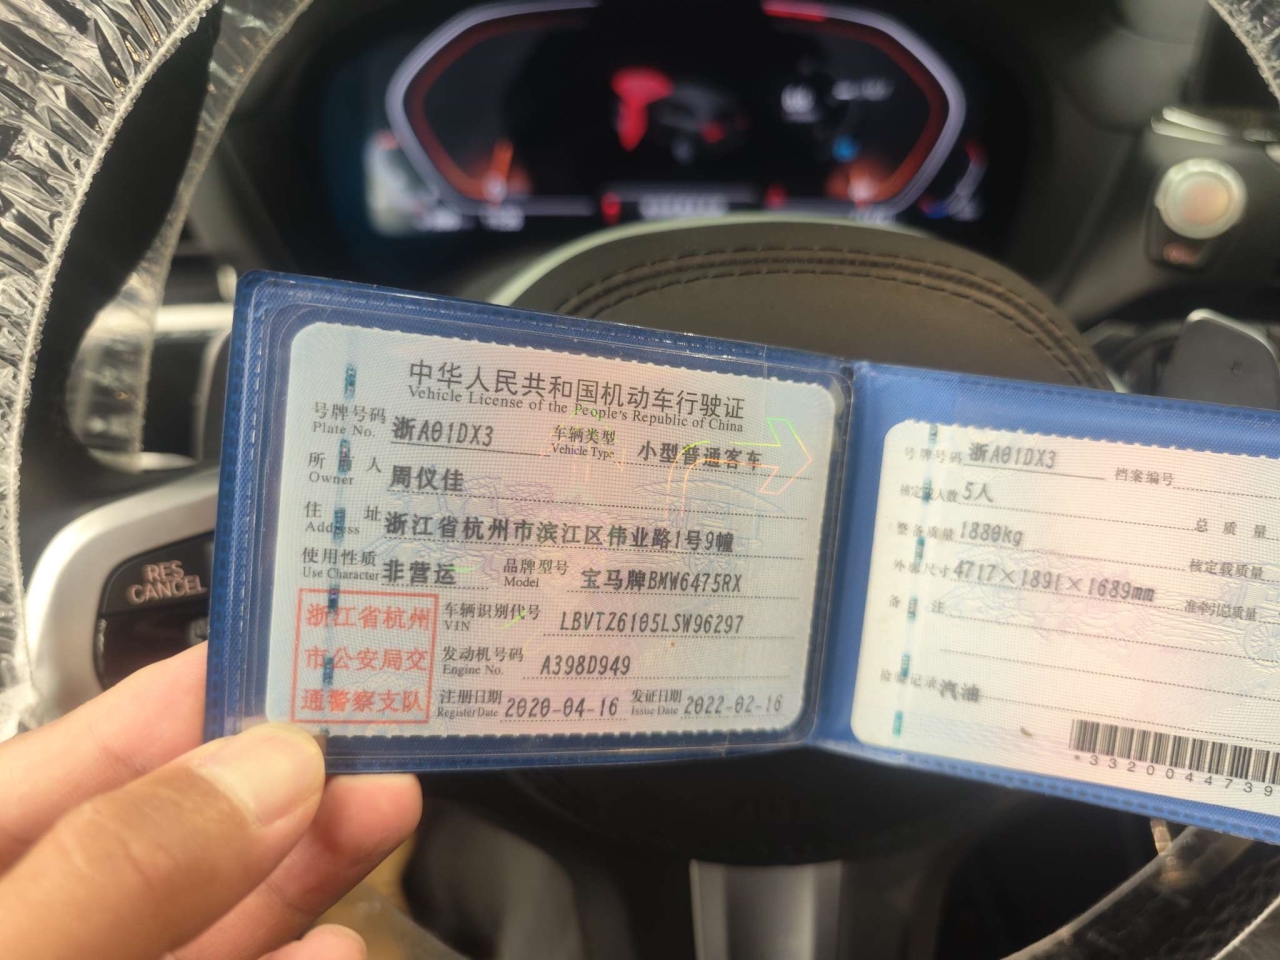 中华人民共和国机动车行驶证
Vehicle License of the People's Republic of China
号牌号码 浙A01DX3 车辆类型 小型普通客车
Plate No. Vehicle Type
所有人 周仪佳
Owner
住址 浙江省杭州市滨江区伟业路1号9幢
Address
使用性质 非营运 品牌型号 宝马牌BMW6475RX
Use Character Model
浙江省杭州
市公安局交
通警察支队
车辆识别代号 LBVTZ6105LSW96297
VIN
发动机号码 A398D949
Engine No.
注册日期 2020-04-16 发证日期 2022-02-16
Register Date Issue Date
号牌号码 浙A01DX3 档案编号
核定载人数 5人 总质量
整备质量 1880kg 核定载质量
外廓尺寸 4717×1891×1689mm 准牵引总质量
备注
检验记录 汽油
*3320044739
RES
CANCEL